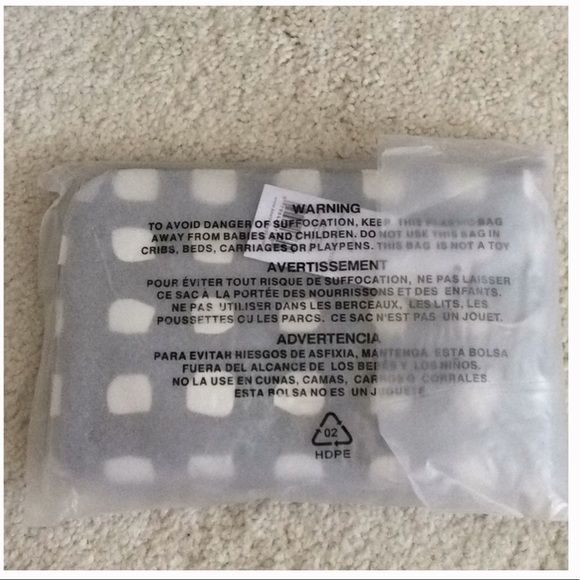 WARNING
TO AVOID DANGER OF SUFFOCATION, KEEP THIS PLASTIC BAG
AWAY FROM BABIES AND CHILDREN. DO NOT USE THIS BAG IN
CRIBS, BEDS, CARRIAGES OR PLAYPENS. THIS BAG IS NOT A TOY
AVERTISSEMENT
POUR ÉVITER TOUT RISQUE DE SUFFOCATION, NE PAS LAISSER
CE SAC À LA PORTÉE DES NOURRISSONS ET DES ENFANTS.
NE PAS UTILISER DANS LES BERCEAUX, LES LITS, LES
POUSSETTES OU LES PARCS. CE SAC N'EST PAS UN JOUET.
ADVERTENCIA
PARA EVITAR RIESGOS DE ASFIXIA, MANTENGA ESTA BOLSA
FUERA DEL ALCANCE DE LOS BEBÉS Y LOS NIÑOS.
NO LA USE EN CUNAS, CAMAS, CARROS O CORRALES.
ESTA BOLSA NO ES UN JUGUETE
02
HDPE